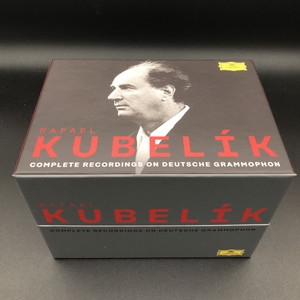 RAFAEL
KUBELÍK
COMPLETE RECORDINGS ON DEUTSCHE GRAMMOPHON
RAFAEL
KUBELÍK
COMPLETE RECORDINGS ON DEUTSCHE GRAMMOPHON